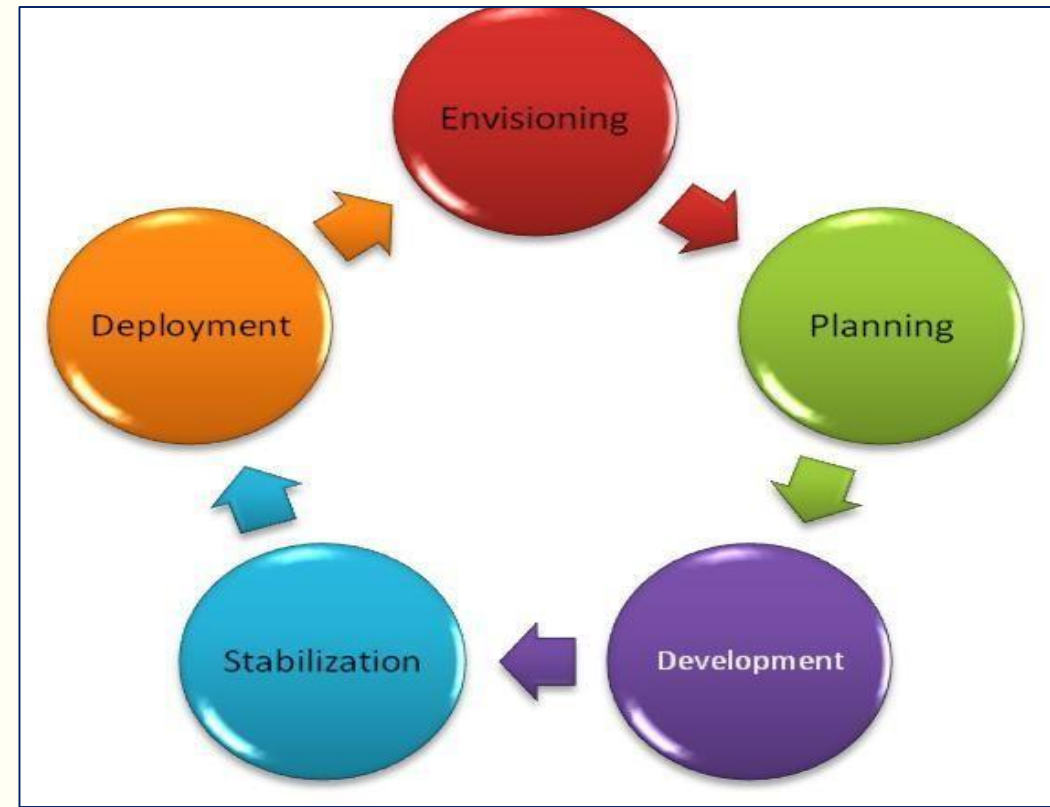 Envisioning
Planning
Development
Stabilization
Deployment